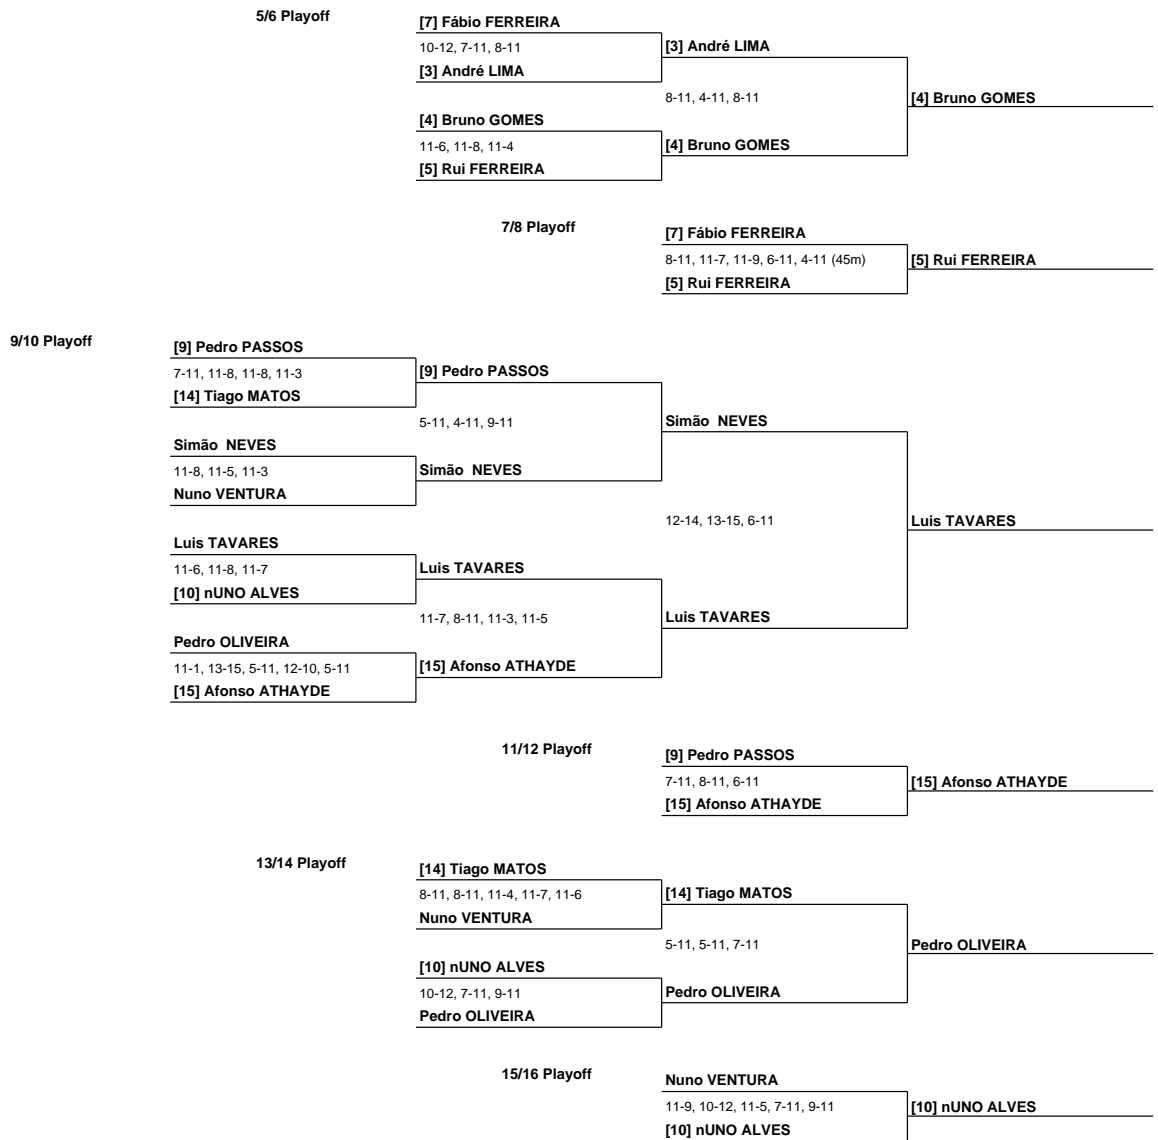 5/6 Playoff
[7] Fábio FERREIRA
10-12, 7-11, 8-11
[3] André LIMA
[3] André LIMA
8-11, 4-11, 8-11
[4] Bruno GOMES
[4] Bruno GOMES
11-6, 11-8, 11-4
[4] Bruno GOMES
[5] Rui FERREIRA
7/8 Playoff
[7] Fábio FERREIRA
8-11, 11-7, 11-9, 6-11, 4-11 (45m)
[5] Rui FERREIRA
[5] Rui FERREIRA
9/10 Playoff
[9] Pedro PASSOS
7-11, 11-8, 11-8, 11-3
[9] Pedro PASSOS
[14] Tiago MATOS
5-11, 4-11, 9-11
Simão  NEVES
Simão  NEVES
11-8, 11-5, 11-3
Simão  NEVES
Nuno VENTURA
12-14, 13-15, 6-11
Luis TAVARES
Luis TAVARES
11-6, 11-8, 11-7
Luis TAVARES
[10] nUNO ALVES
11-7, 8-11, 11-3, 11-5
Luis TAVARES
Pedro OLIVEIRA
11-1, 13-15, 5-11, 12-10, 5-11
[15] Afonso ATHAYDE
[15] Afonso ATHAYDE
11/12 Playoff
[9] Pedro PASSOS
7-11, 8-11, 6-11
[15] Afonso ATHAYDE
[15] Afonso ATHAYDE
13/14 Playoff
[14] Tiago MATOS
8-11, 8-11, 11-4, 11-7, 11-6
[14] Tiago MATOS
Nuno VENTURA
5-11, 5-11, 7-11
Pedro OLIVEIRA
[10] nUNO ALVES
10-12, 7-11, 9-11
Pedro OLIVEIRA
Pedro OLIVEIRA
15/16 Playoff
Nuno VENTURA
11-9, 10-12, 11-5, 7-11, 9-11
[10] nUNO ALVES
[10] nUNO ALVES